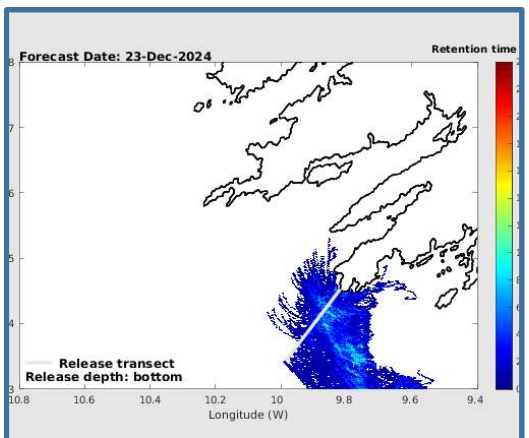 Forecast Date: 23-Dec-2024
Retention time
8
7
6
5
4
3
Release transect
Release depth: bottom
10.8 10.6 10.4 10.2 10 9.8 9.6 9.4
Longitude (W)